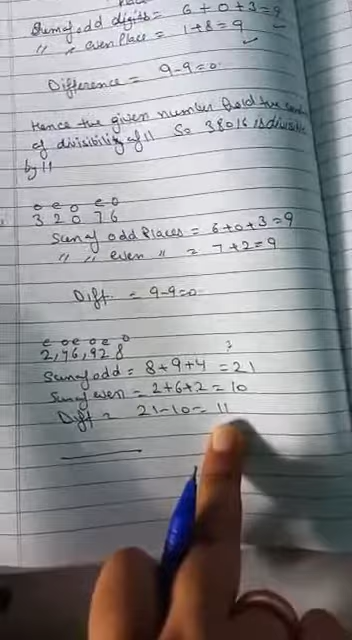 Sum of odd digits = 6 + 0 + 3 = 9
" " even Place = 1 + 8 = 9
Difference = 9 - 9 = 0
Hence the given number hold the
of divisibility of 11 So 38016 is divisible
by 11
o e o e o
3 2 0 7 6
Sum of odd Places = 6 + 0 + 3 = 9
" " even " = 7 + 2 = 9
Diff = 9 - 9 = 0
e o e o e o
2,96,928
Sum of odd = 8 + 9 + 4 = 21
Sum of even = 2 + 6 + 2 = 10
Diff = 21 - 10 = 11